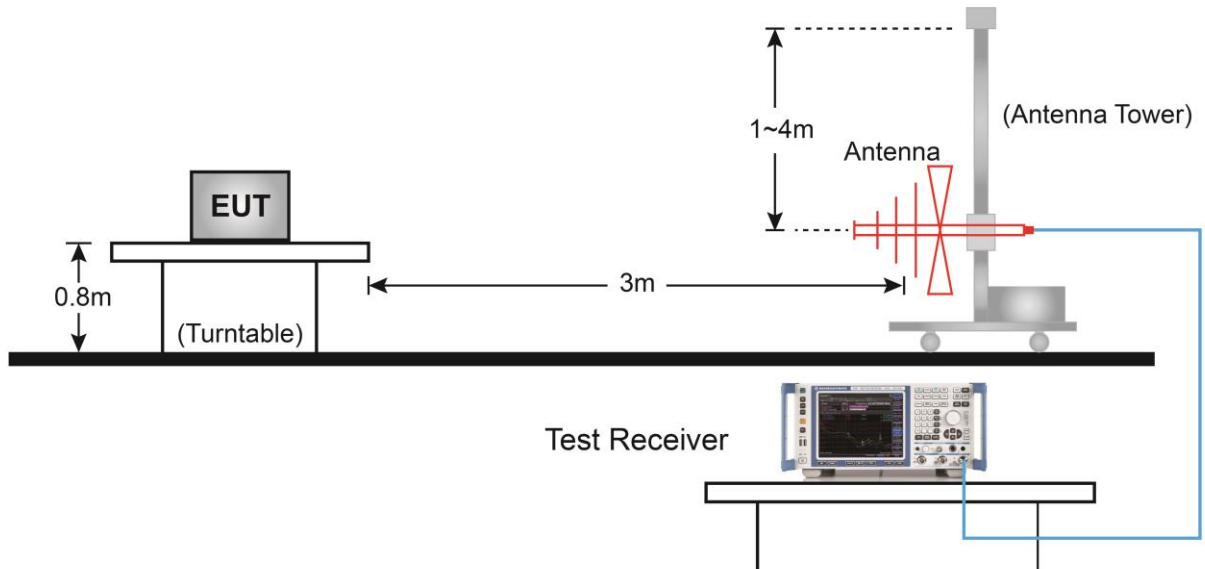 1~4m
(Antenna Tower)
Antenna
EUT
0.8m
3m
(Turntable)
Test Receiver